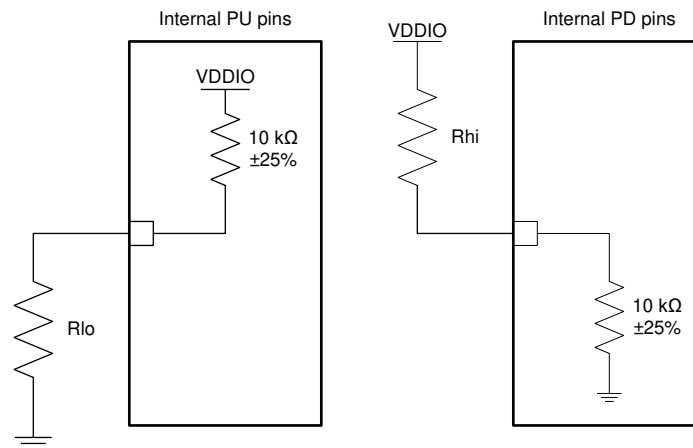 Internal PU pins
VDDIO
10 kΩ
±25%
Rlo
Internal PD pins
VDDIO
Rhi
10 kΩ
±25%